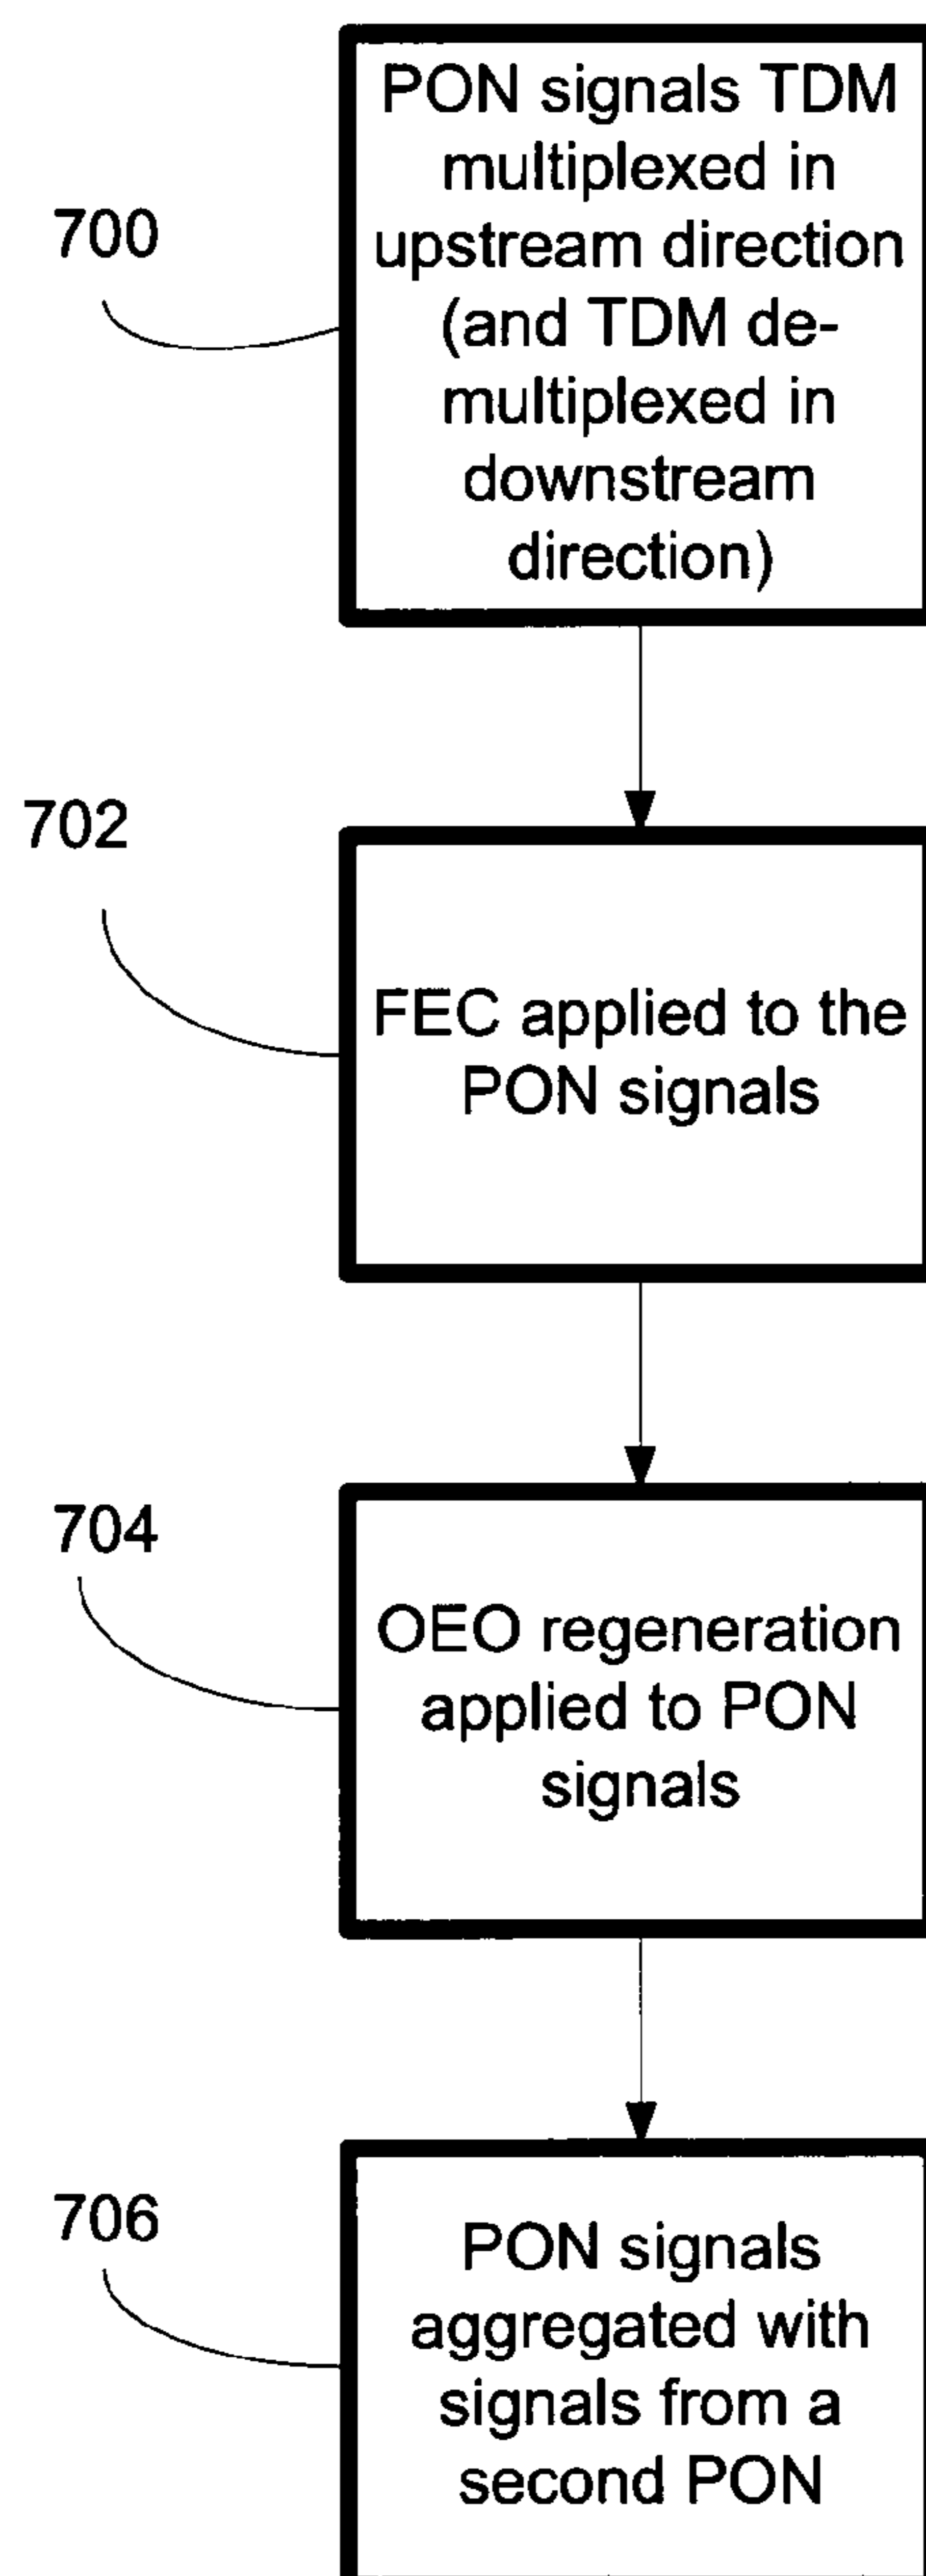 700
PON signals TDM
multiplexed in
upstream direction
(and TDM de-
multiplexed in
downstream
direction)
702
FEC applied to the
PON signals
704
OEO regeneration
applied to PON
signals
706
PON signals
aggregated with
signals from a
second PON